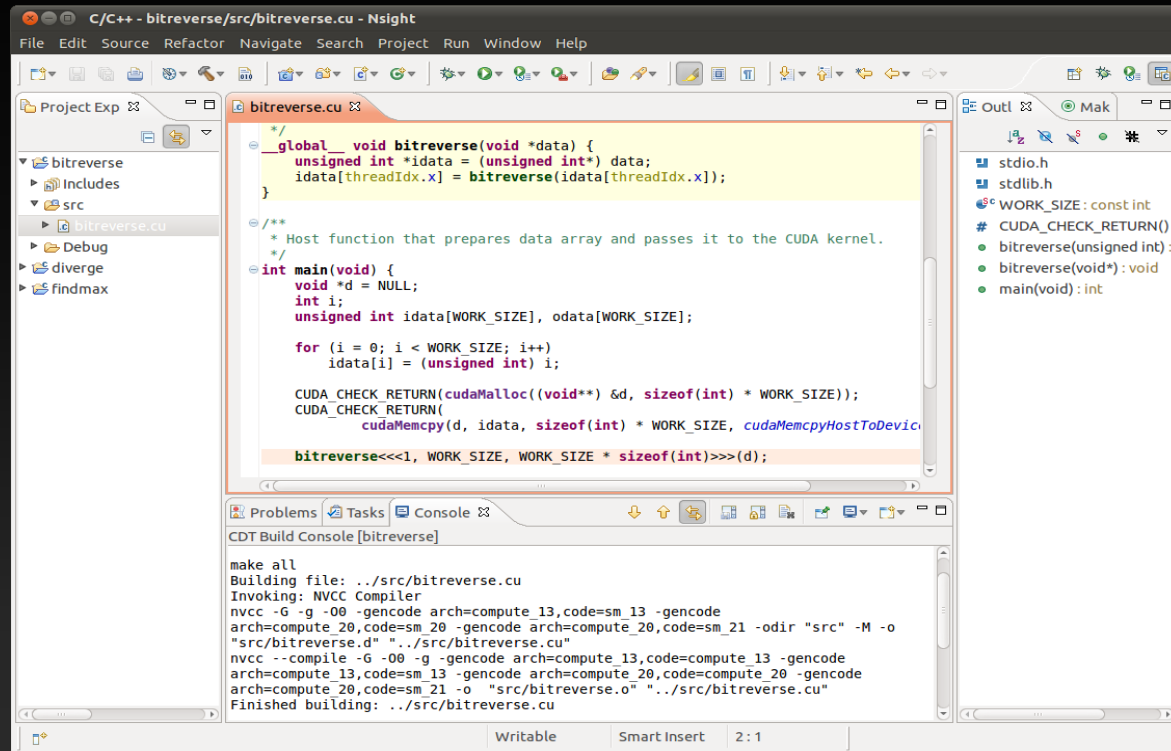 C/C++ - bitreverse/src/bitreverse.cu - Nsight
File Edit Source Refactor Navigate Search Project Run Window Help
Project Exp
bitreverse
Includes
src
bitreverse.cu
Debug
diverge
findmax
bitreverse.cu
*/
__global__ void bitreverse(void *data) {
unsigned int *idata = (unsigned int*) data;
idata[threadIdx.x] = bitreverse(idata[threadIdx.x]);
}
/**
* Host function that prepares data array and passes it to the CUDA kernel.
*/
int main(void) {
void *d = NULL;
int i;
unsigned int idata[WORK_SIZE], odata[WORK_SIZE];
for (i = 0; i < WORK_SIZE; i++)
idata[i] = (unsigned int) i;
CUDA_CHECK_RETURN(cudaMalloc((void**) &d, sizeof(int) * WORK_SIZE));
CUDA_CHECK_RETURN(
cudaMemcpy(d, idata, sizeof(int) * WORK_SIZE, cudaMemcpyHostToDevic
bitreverse<<<1, WORK_SIZE, WORK_SIZE * sizeof(int)>>>(d);
Outl Mak
stdio.h
stdlib.h
WORK_SIZE : const int
# CUDA_CHECK_RETURN()
bitreverse(unsigned int) :
bitreverse(void*) : void
main(void) : int
Problems Tasks Console
CDT Build Console [bitreverse]
make all
Building file: ../src/bitreverse.cu
Invoking: NVCC Compiler
nvcc -G -g -O0 -gencode arch=compute_13,code=sm_13 -gencode
arch=compute_20,code=sm_20 -gencode arch=compute_20,code=sm_21 -odir "src" -M -o
"src/bitreverse.d" "../src/bitreverse.cu"
nvcc --compile -G -O0 -g -gencode arch=compute_13,code=compute_13 -gencode
arch=compute_13,code=sm_13 -gencode arch=compute_20,code=compute_20 -gencode
arch=compute_20,code=sm_21 -o  "src/bitreverse.o" "../src/bitreverse.cu"
Finished building: ../src/bitreverse.cu
Writable Smart Insert 2 : 1